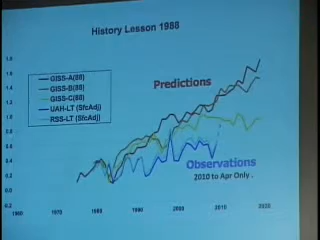 History Lesson 1988
1.8
1.6
1.4
1.2
1.0
0.8
0.6
0.4
0.2
0.0
-0.2
GISS-A(88)
GISS-B(88)
GISS-C(88)
UAH-LT (SfcAdj)
RSS-LT (SfcAdj)
Predictions
Observations
2010 to Apr Only .
1960
1970
1980
1990
2000
2010
2020